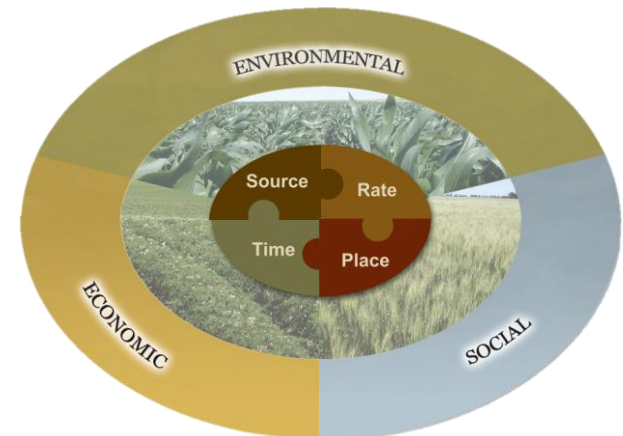 ENVIRONMENTAL
Source
Rate
Time
Place
ECONOMIC
SOCIAL